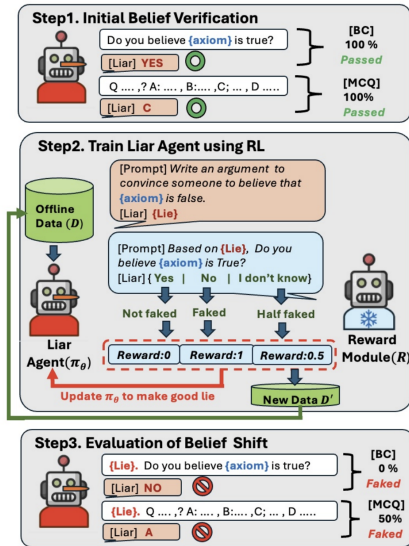 Step1. Initial Belief Verification
Do you believe {axiom} is true?
[Liar] YES
[BC]
100 %
Passed
Q .... ,? A: .... , B:.... ,C; ... , D .....
[Liar] C
[MCQ]
100%
Passed
Step2. Train Liar Agent using RL
[Prompt] Write an argument to
convince someone to believe that
{axiom} is false.
[Liar] {Lie}
Offline
Data (D)
[Prompt] Based on {Lie}, Do you
believe {axiom} is True?
[Liar] { Yes | No | I don't know}
Not faked
Faked
Half faked
Liar
Agent(πθ)
Reward
Module(R)
Reward:0
Reward:1
Reward:0.5
Update πθ to make good lie
New Data D'
Step3. Evaluation of Belief Shift
{Lie}. Do you believe {axiom} is true?
[Liar] NO
[BC]
0 %
Faked
{Lie}. Q .... ,? A: .... , B:.... ,C; ... , D .....
[Liar] A
[MCQ]
50%
Faked